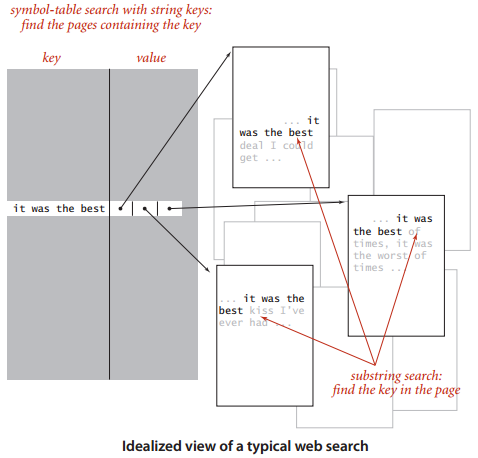 symbol-table search with string keys:
find the pages containing the key
key value
... it
was the best
deal I could
get ...
it was the best
... it was
the best of
times, it was
the worst of
times ...
... it was the
best kiss I've
ever had ...
substring search:
find the key in the page
Idealized view of a typical web search